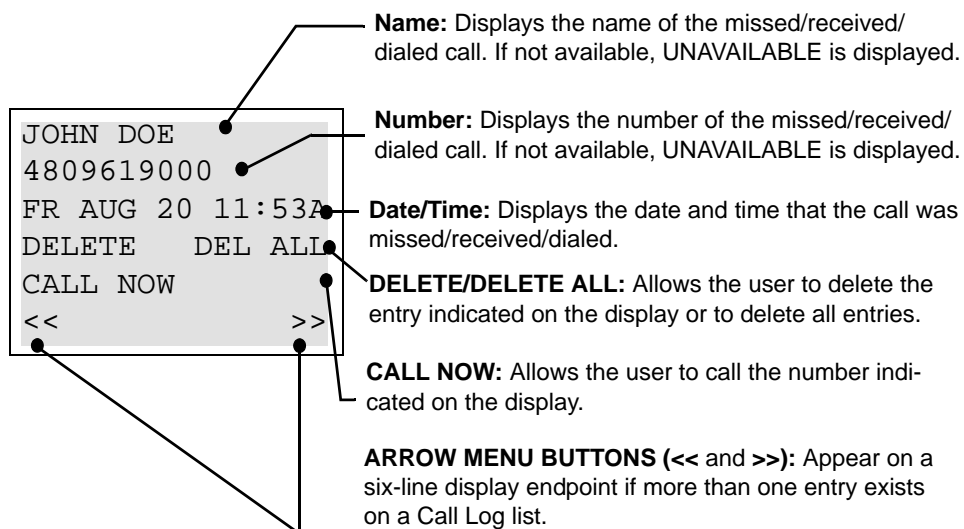 Name: Displays the name of the missed/received/
dialed call. If not available, UNAVAILABLE is displayed.
JOHN DOE
4809619000
FR AUG 20 11:53A
DELETE DEL ALL
CALL NOW
<< >>
Number: Displays the number of the missed/received/
dialed call. If not available, UNAVAILABLE is displayed.
Date/Time: Displays the date and time that the call was
missed/received/dialed.
DELETE/DELETE ALL: Allows the user to delete the
entry indicated on the display or to delete all entries.
CALL NOW: Allows the user to call the number indi-
cated on the display.
ARROW MENU BUTTONS (<< and >>): Appear on a
six-line display endpoint if more than one entry exists
on a Call Log list.